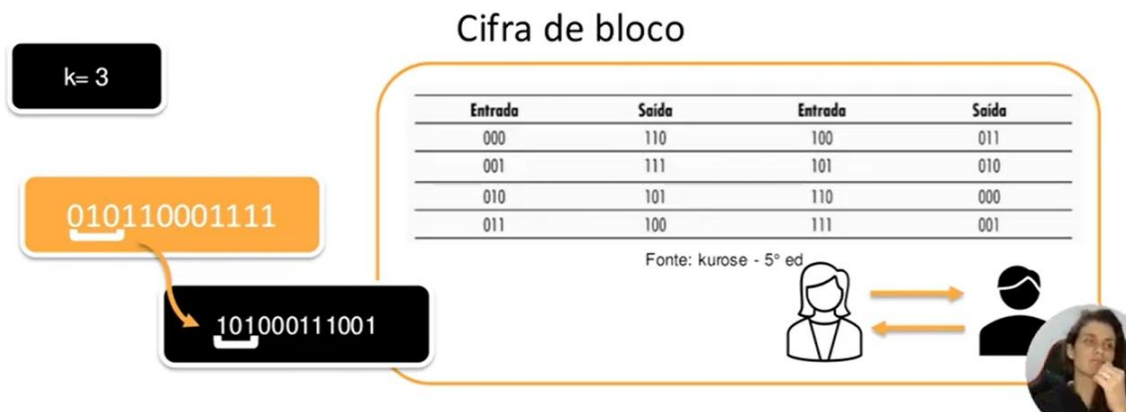 Cifra de bloco
k= 3
Entrada Saída Entrada Saída
000 110 100 011
001 111 101 010
010 101 110 000
011 100 111 001
010110001111
Fonte: kurose - 5° ed
101000111001